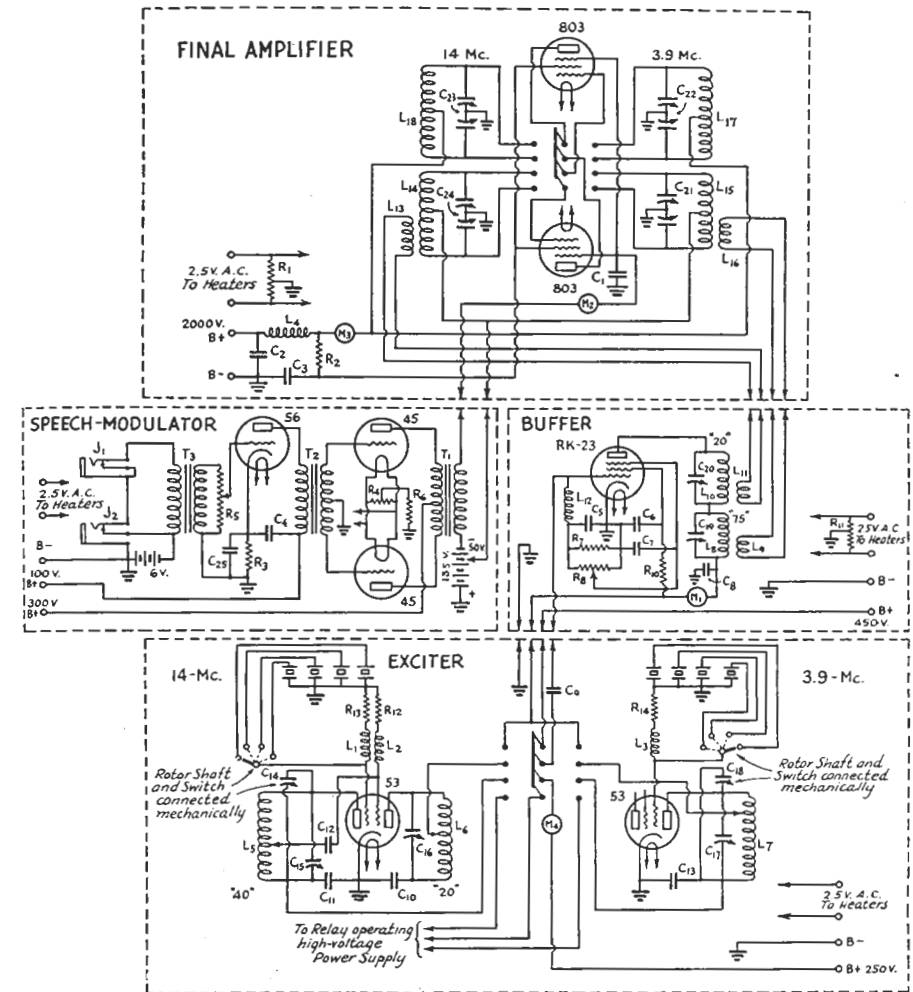 FINAL AMPLIFIER
803
14 Mc.
3.9 Mc.
C23
C22
L18
L17
L14
C24
C21
L15
L13
L16
2.5 V. A.C.
To Heaters
R1
C1
803
M2
2000 V.
B+
L4
M3
C2
R2
B-
C3
SPEECH-MODULATOR
J1
T3
56
T2
45
T1
2.5 V. A.C.
To Heaters
R4
R6
J2
R5
C4
B-
C25
R3
6V.
100 V.
B+
45
50V.
135 V.
+
300 V.
B+
BUFFER
RK-23
"20"
C20
L10
L11
L12
C5
C6
C19
"75"
L8
L9
R11
2.5 V. A.C.
To Heaters
R7
C7
R8
R10
C8
M1
B-
B+
450 V.
EXCITER
14-Mc.
3.9-Mc.
C9
R13
R12
R14
L1
L2
L3
Rotor Shaft
and Switch
connected
mechanically
C14
53
C18
Rotor Shaft
and Switch
connected
mechanically
53
L5
C12
L6
M4
C16
C15
C17
L7
"40"
C11
C10
"20"
C13
2.5 V. A.C.
To Heaters
To Relay operating
high-voltage
Power Supply
B-
B+ 250V.